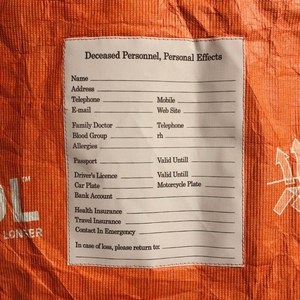 Deceased Personnel, Personal Effects
Name
Address
Telephone Mobile
E-mail Web Site
Family Doctor Telephone
Blood Group rh
Allergies
Passport Valid Untill
Driver's Licence Valid Untill
Car Plate Motorcycle Plate
Bank Account
Health Insurance
Travel Insurance
Contact In Emergency
In case of loss, please return to:
OL
LONGER